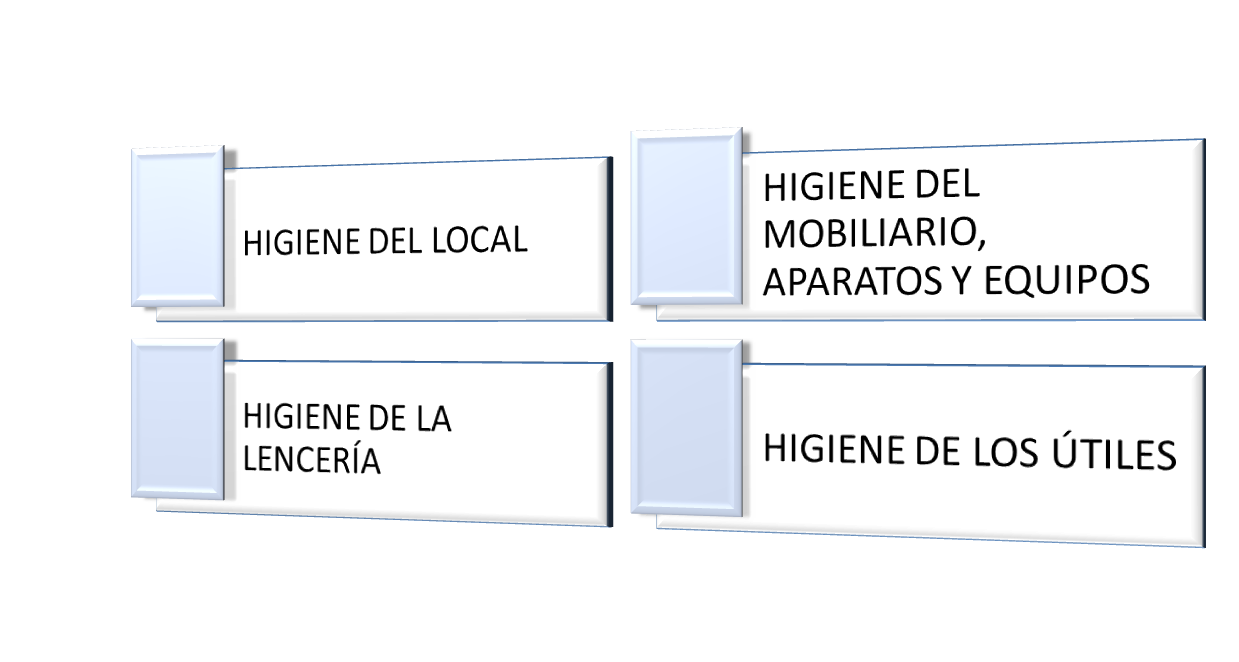 HIGIENE DEL LOCAL
HIGIENE DEL
MOBILIARIO,
APARATOS Y EQUIPOS
HIGIENE DE LA
LENCERÍA
HIGIENE DE LOS ÚTILES